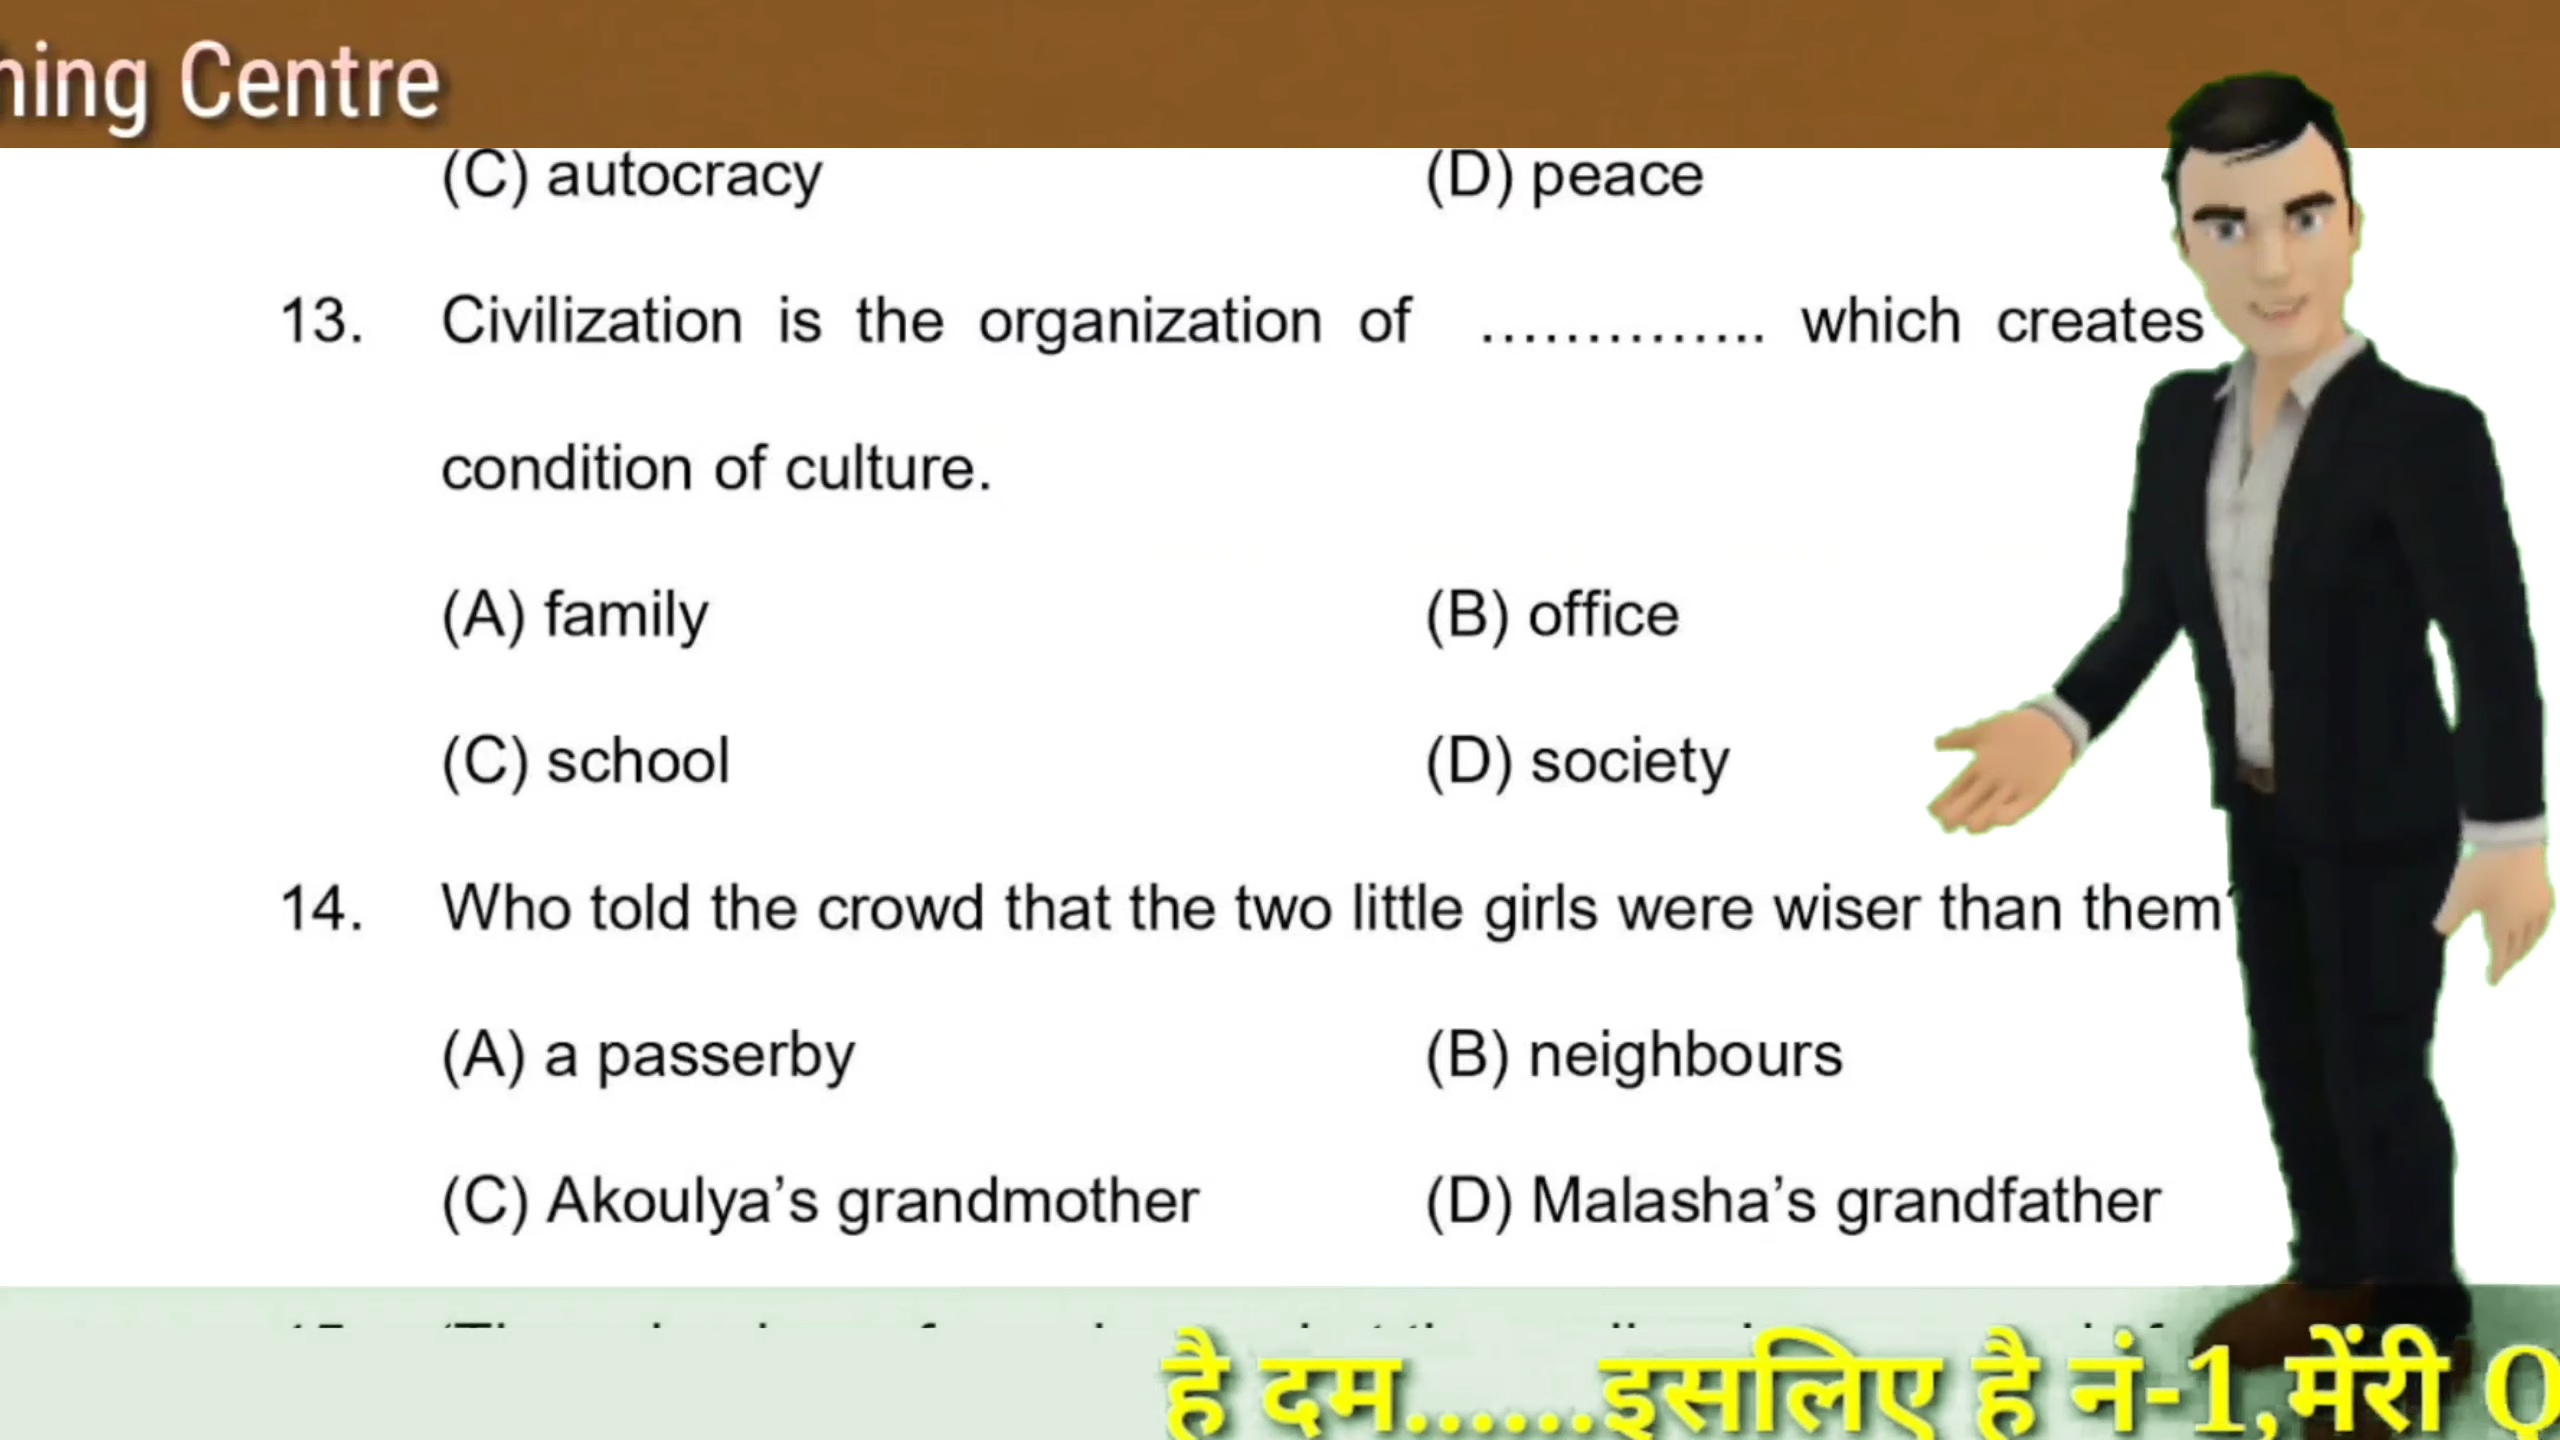 Centre
(C) autocracy (D) peace
13. Civilization is the organization of ………….. which creates
condition of culture.
(A) family (B) office
(C) school (D) society
14. Who told the crowd that the two little girls were wiser than them
(A) a passerby (B) neighbours
(C) Akoulya’s grandmother (D) Malasha’s grandfather
है दम......इसलिए है नं-1,मेंरी